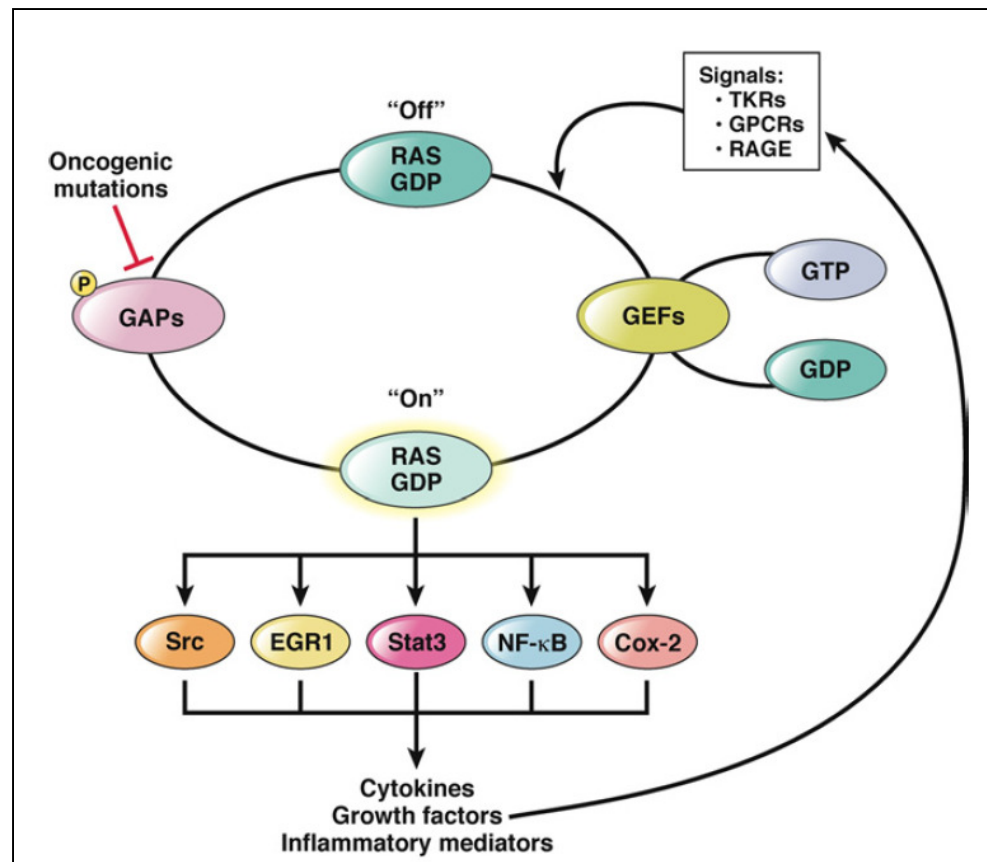 Signals:
· TKRs
· GPCRs
· RAGE
"Off"
RAS
GDP
Oncogenic
mutations
P
GAPs
GEFs
GTP
GDP
"On"
RAS
GDP
Src
EGR1
Stat3
NF-κB
Cox-2
Cytokines
Growth factors
Inflammatory mediators